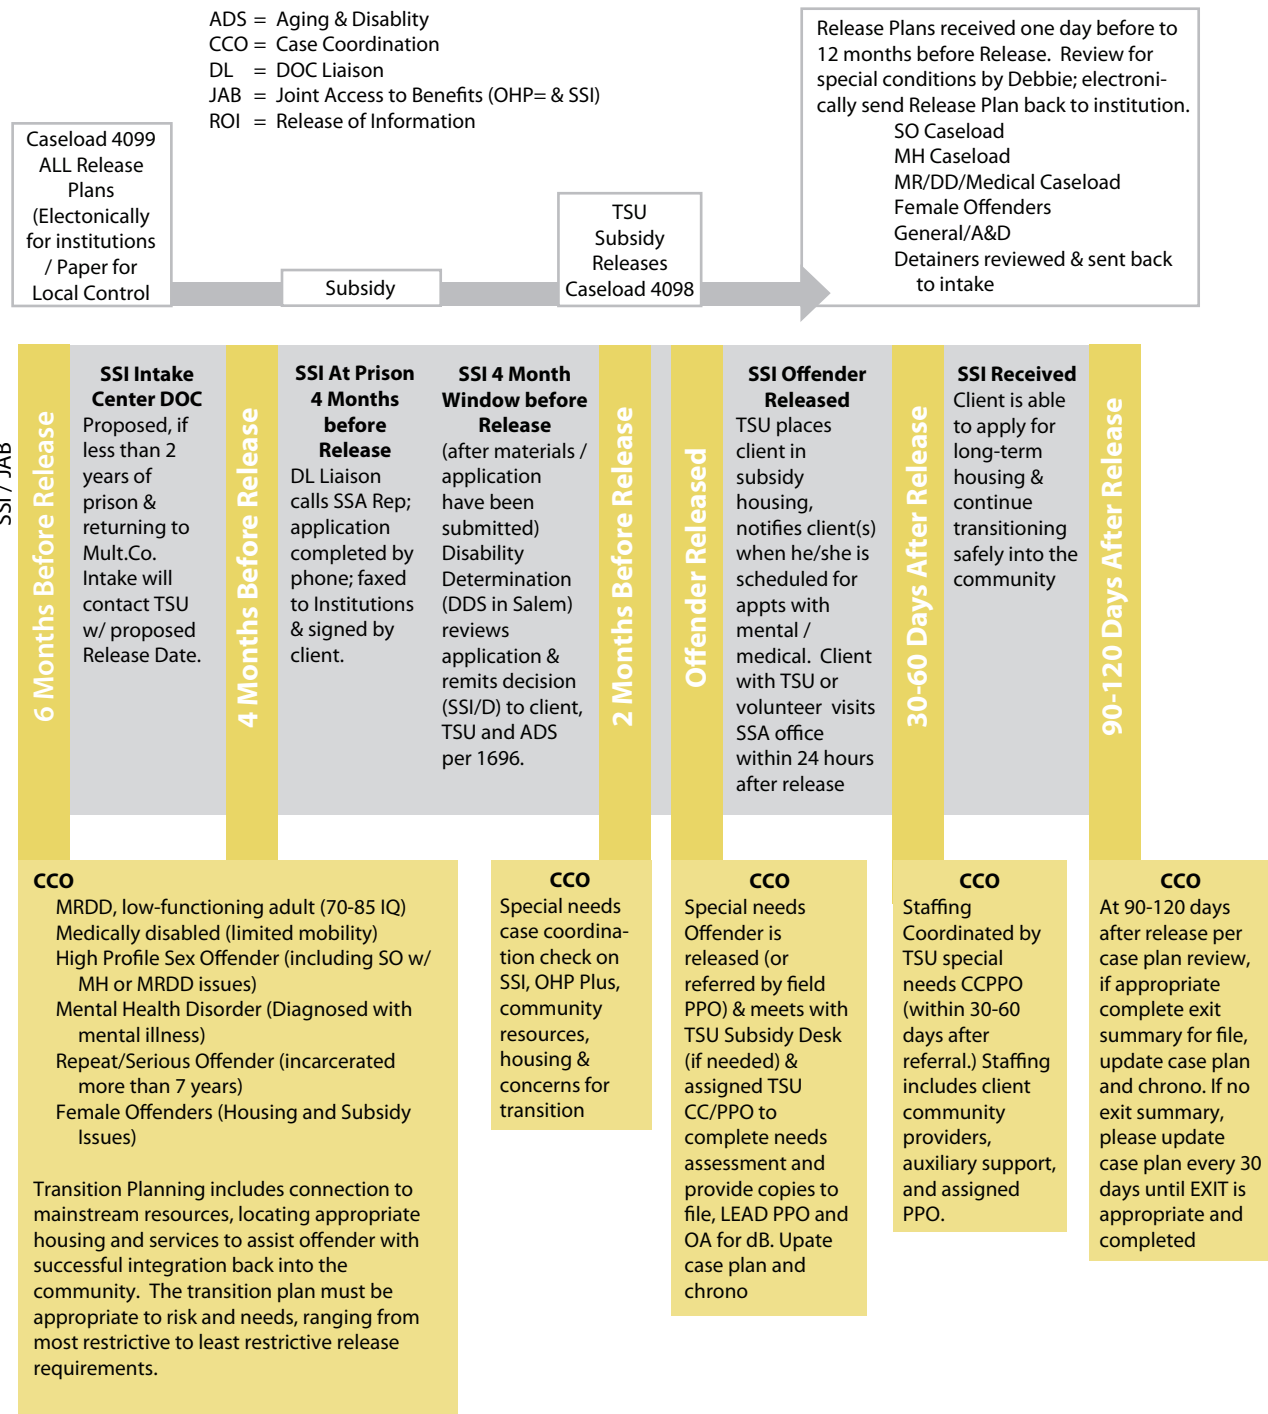 ADS = Aging & Disablity
CCO = Case Coordination
DL = DOC Liaison
JAB = Joint Access to Benefits (OHP= & SSI)
ROI = Release of Information
Release Plans received one day before to
12 months before Release. Review for
special conditions by Debbie; electroni-
cally send Release Plan back to institution.
SO Caseload
MH Caseload
MR/DD/Medical Caseload
Female Offenders
General/A&D
Detainers reviewed & sent back
to intake
Caseload 4099
ALL Release
Plans
(Electonically
for institutions
/ Paper for
Local Control
Subsidy
TSU
Subsidy
Releases
Caseload 4098
SSI / JAB
6 Months Before Release
SSI Intake
Center DOC
Proposed, if
less than 2
years of
prison &
returning to
Mult.Co.
Intake will
contact TSU
w/ proposed
Release Date.
4 Months Before Release
SSI At Prison
4 Months
before
Release
DL Liaison
calls SSA Rep;
application
completed by
phone; faxed
to Institutions
& signed by
client.
SSI 4 Month
Window before
Release
(after materials /
application
have been
submitted)
Disability
Determination
(DDS in Salem)
reviews
application &
remits decision
(SSI/D) to client,
TSU and ADS
per 1696.
2 Months Before Release
Offender Released
SSI Offender
Released
TSU places
client in
subsidy
housing,
notifies client(s)
when he/she is
scheduled for
appts with
mental /
medical. Client
with TSU or
volunteer visits
SSA office
within 24 hours
after release
30-60 Days After Release
SSI Received
Client is able
to apply for
long-term
housing &
continue
transitioning
safely into the
community
90-120 Days After Release
CCO
MRDD, low-functioning adult (70-85 IQ)
Medically disabled (limited mobility)
High Profile Sex Offender (including SO w/
MH or MRDD issues)
Mental Health Disorder (Diagnosed with
mental illness)
Repeat/Serious Offender (incarcerated
more than 7 years)
Female Offenders (Housing and Subsidy
Issues)
Transition Planning includes connection to
mainstream resources, locating appropriate
housing and services to assist offender with
successful integration back into the
community. The transition plan must be
appropriate to risk and needs, ranging from
most restrictive to least restrictive release
requirements.
CCO
Special needs
case coordina-
tion check on
SSI, OHP Plus,
community
resources,
housing &
concerns for
transition
CCO
Special needs
Offender is
released (or
referred by field
PPO) & meets with
TSU Subsidy Desk
(if needed) &
assigned TSU
CC/PPO to
complete needs
assessment and
provide copies to
file, LEAD PPO and
OA for dB. Upate
case plan and
chrono
CCO
Staffing
Coordinated by
TSU special
needs CCPPO
(within 30-60
days after
referral.) Staffing
includes client
community
providers,
auxiliary support,
and assigned
PPO.
CCO
At 90-120 days
after release per
case plan review,
if appropriate
complete exit
summary for file,
update case plan
and chrono. If no
exit summary,
please update
case plan every 30
days until EXIT is
appropriate and
completed